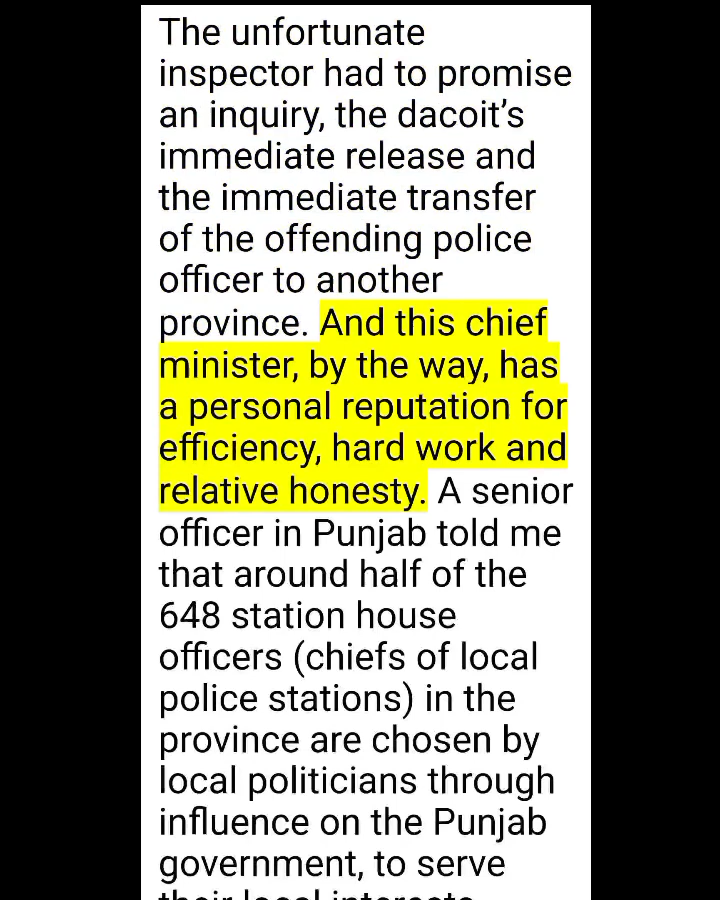 The unfortunate
inspector had to promise
an inquiry, the dacoit’s
immediate release and
the immediate transfer
of the offending police
officer to another
province. And this chief
minister, by the way, has
a personal reputation for
efficiency, hard work and
relative honesty. A senior
officer in Punjab told me
that around half of the
648 station house
officers (chiefs of local
police stations) in the
province are chosen by
local politicians through
influence on the Punjab
government, to serve
their local interests